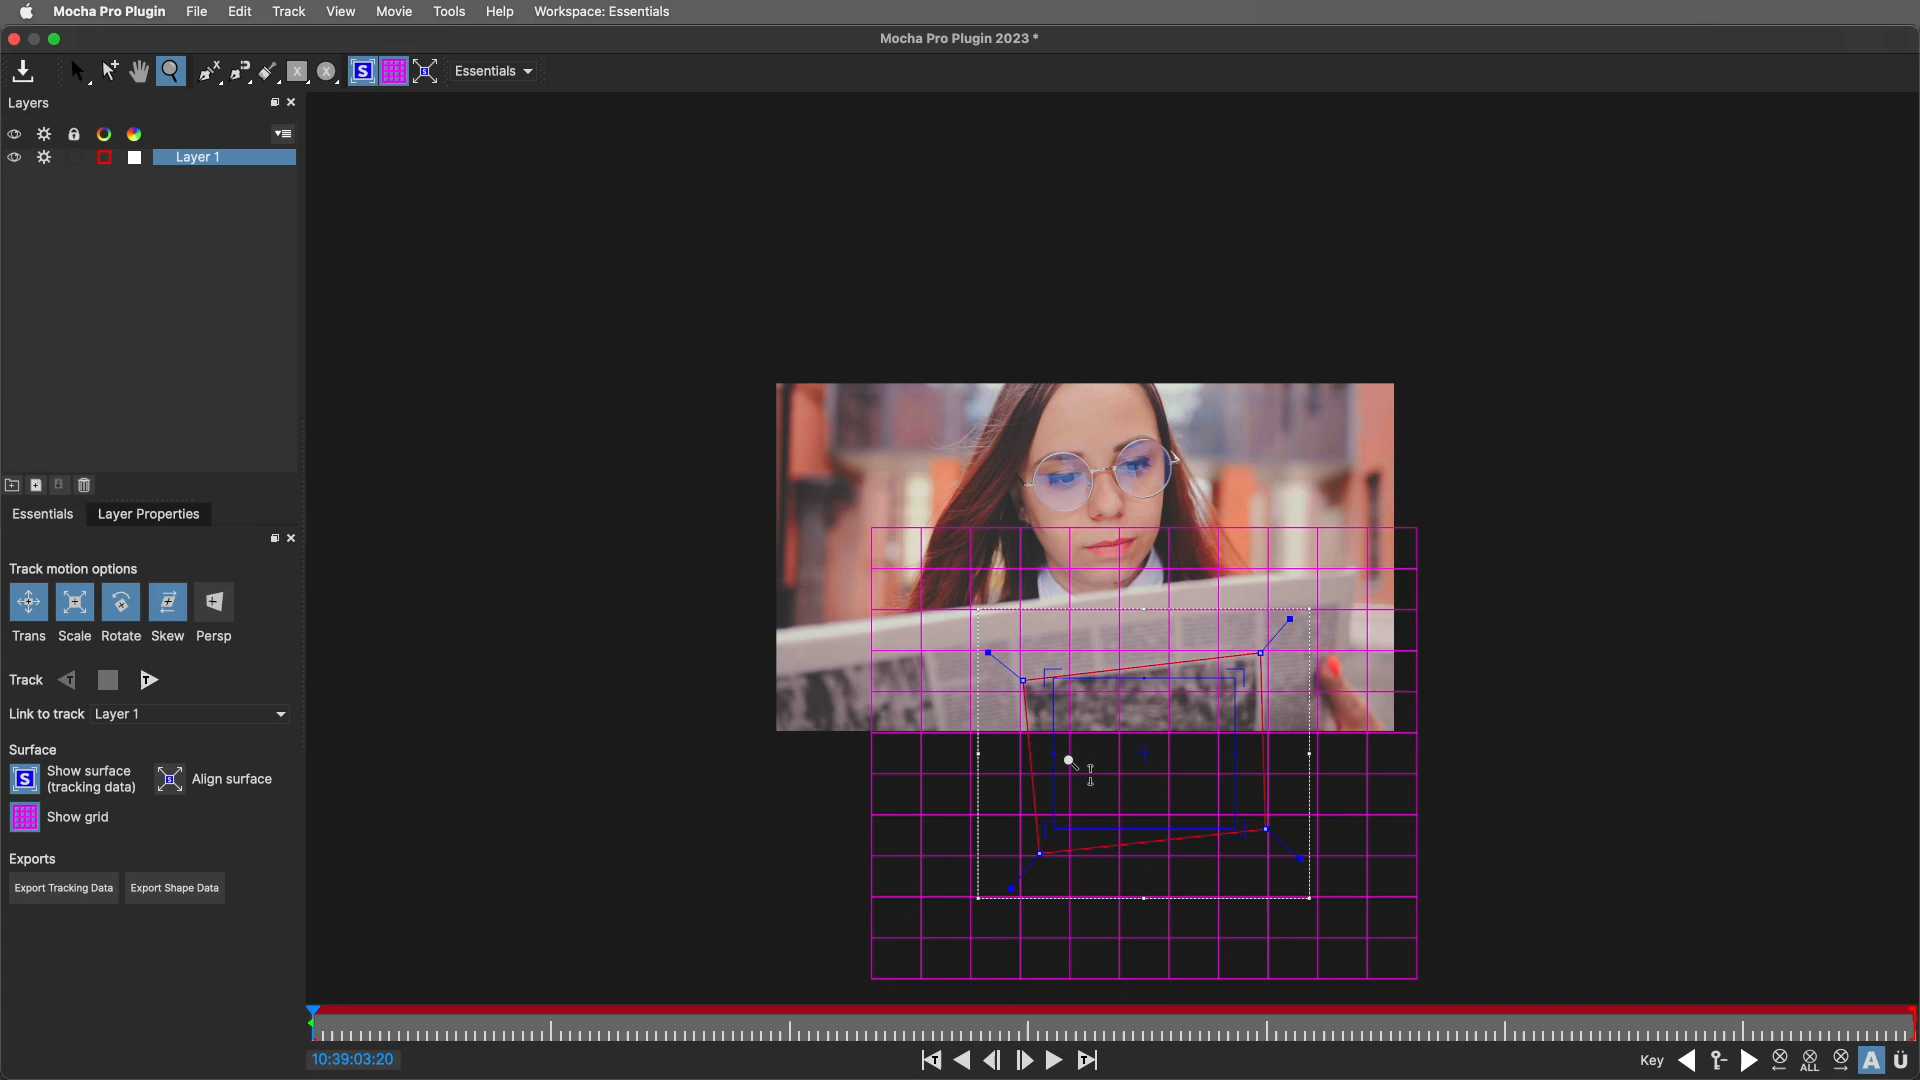 Mocha Pro Plugin File Edit Track View Movie Tools Help Workspace: Essentials
Mocha Pro Plugin 2023 *
Essentials
Layers
Layer 1
Essentials Layer Properties
Track motion options
Trans Scale Rotate Skew Persp
Track
Link to track Layer 1
Surface
Show surface
(tracking data)
Align surface
Show grid
Exports
Export Tracking Data Export Shape Data
10:39:03:20
Key ALL A Ü